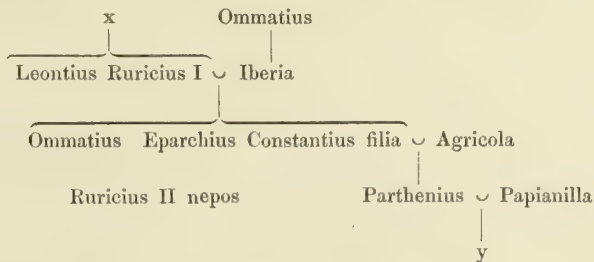 x Ommatius
Leontius Ruricius I ᴗ Iberia
Ommatius Eparchius Constantius filia ᴗ Agricola
Ruricius II nepos Parthenius ᴗ Papianilla
y